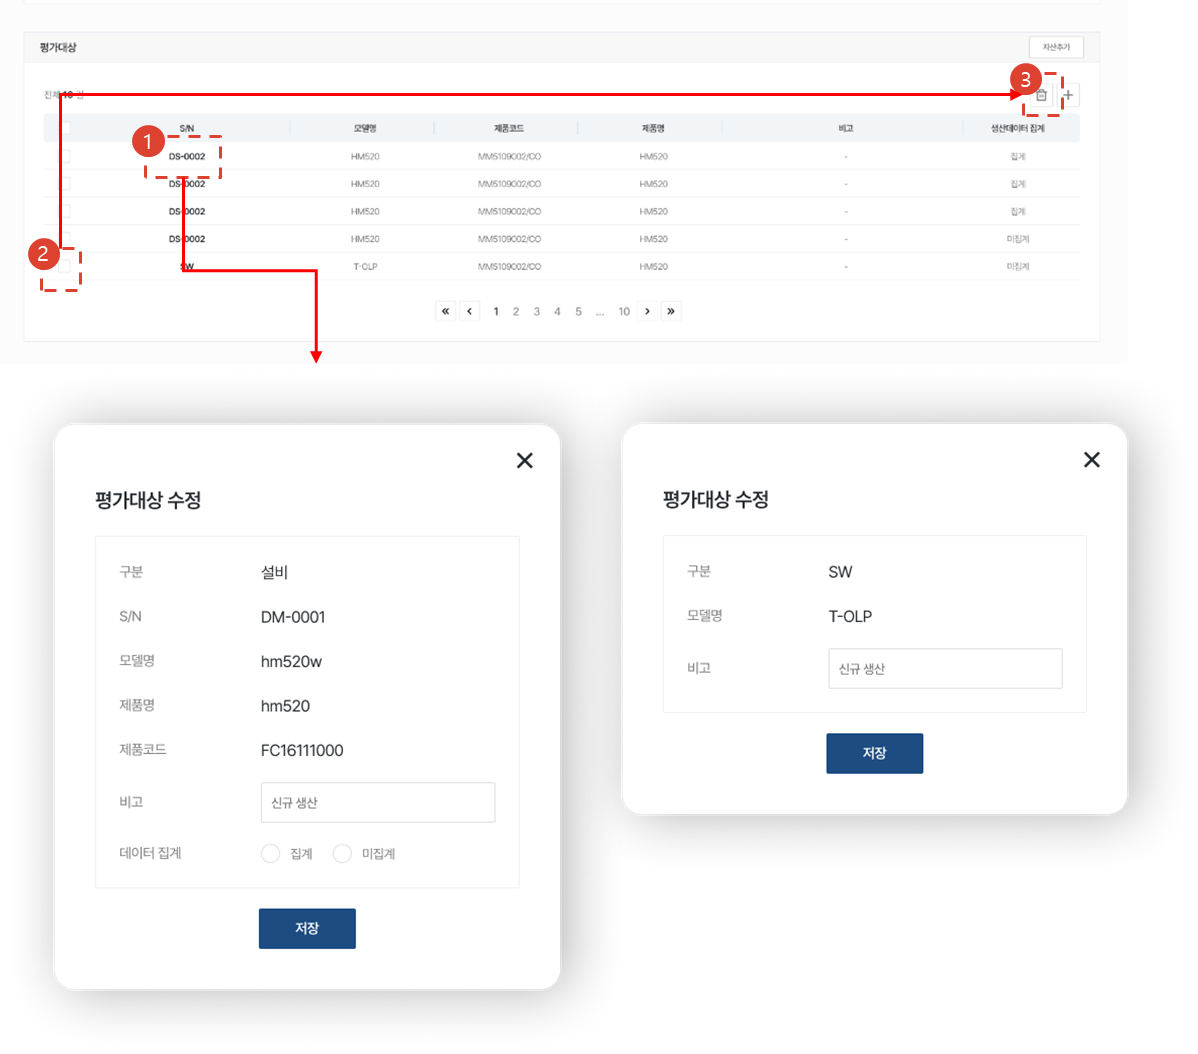 평가대상
자산추가
3
전체 10 건
S/N 모델명 제품코드 제품명 비고 생산데이터 집계
1
DS-0002 HM520 MM5109002/CO HM520 - 집계
DS-0002 HM520 MM5109002/CO HM520 - 집계
DS-0002 HM520 MM5109002/CO HM520 - 집계
DS-0002 HM520 MM5109002/CO HM520 - 미집계
2
SW T-OLP MM5109002/CO HM520 - 미집계
« ‹ 1 2 3 4 5 ... 10 › »
평가대상 수정
구분 설비
S/N DM-0001
모델명 hm520w
제품명 hm520
제품코드 FC16111000
비고 신규 생산
데이터 집계 집계 미집계
저장
평가대상 수정
구분 SW
모델명 T-OLP
비고 신규 생산
저장